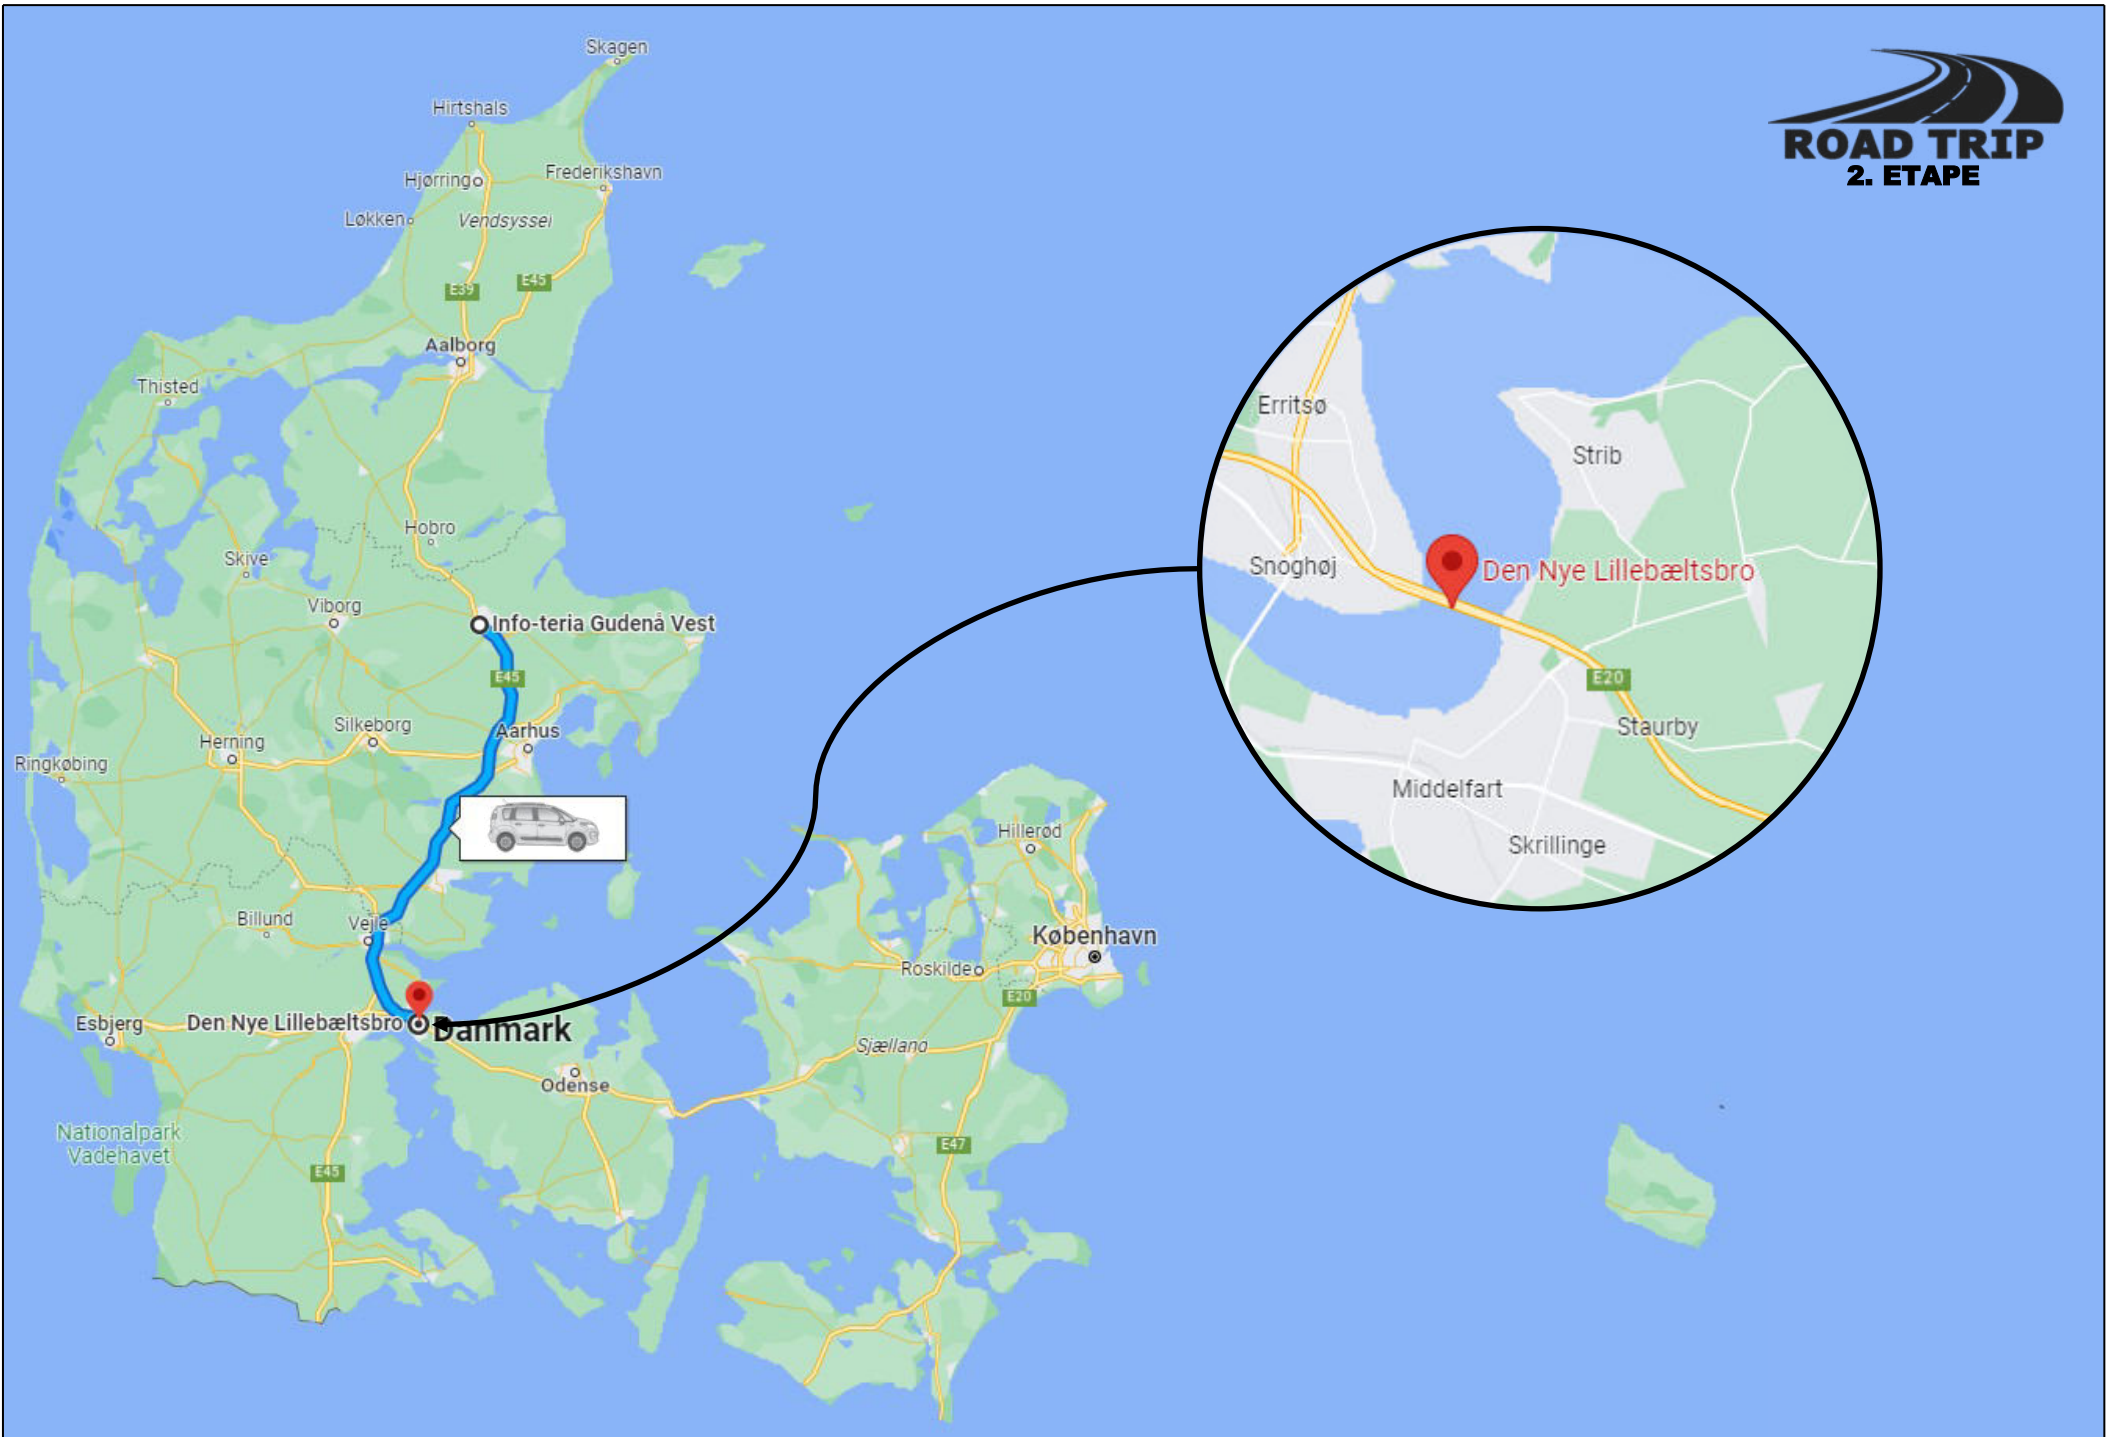 Skagen
Hirtshals
Hjørring
Frederikshavn
Løkken
Vendsyssel
E39
E45
Aalborg
Thisted
Hobro
Skive
Viborg
Info-teria Gudenå Vest
E45
Silkeborg
Aarhus
Herning
Ringkøbing
Billund
Vejle
Esbjerg
Den Nye Lillebæltsbro
Danmark
Odense
Nationalpark
Vadehavet
E45
Hillerød
København
Roskilde
E20
Sjælland
E47
ROAD TRIP
2. ETAPE
Erritsø
Strib
Snoghøj
Den Nye Lillebæltsbro
E20
Staurby
Middelfart
Skrillinge